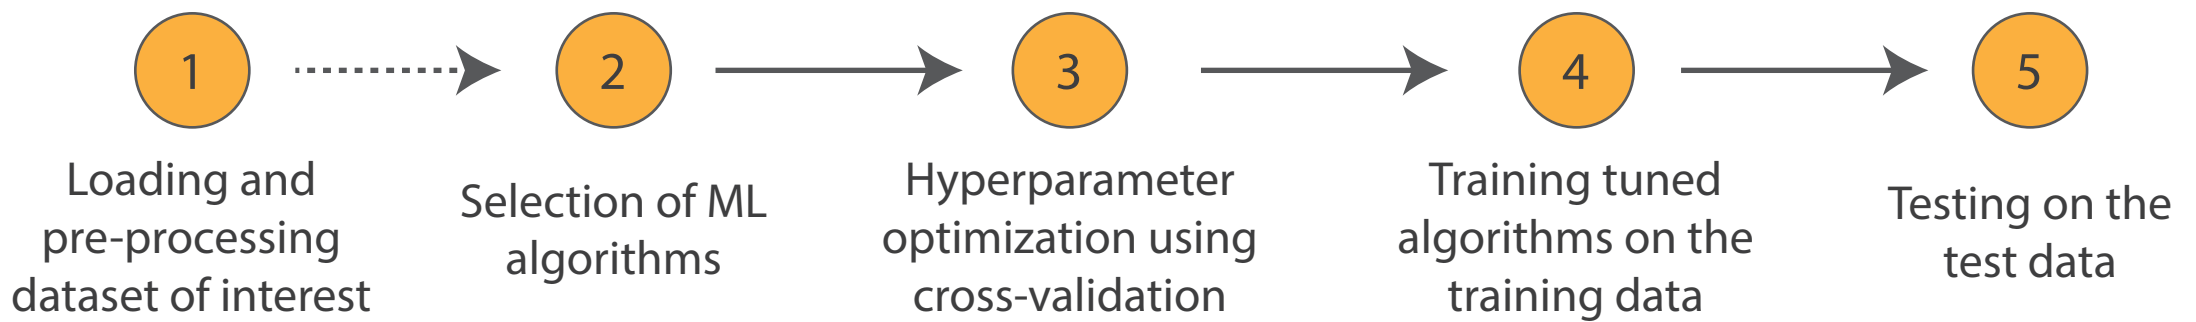 1
Loading and
pre-processing
dataset of interest
2
Selection of ML
algorithms
3
Hyperparameter
optimization using
cross-validation
4
Training tuned
algorithms on the
training data
5
Testing on the
test data